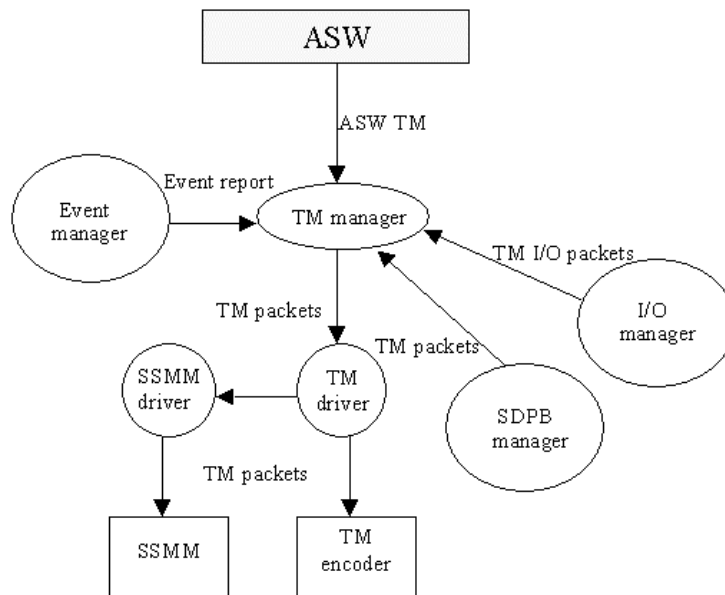 ASW
ASW TM
Event report
Event
manager
TM manager
TM I/O packets
I/O
manager
TM packets
TM packets
SSMM
driver
TM
driver
SDPB
manager
TM packets
SSMM
TM
encoder